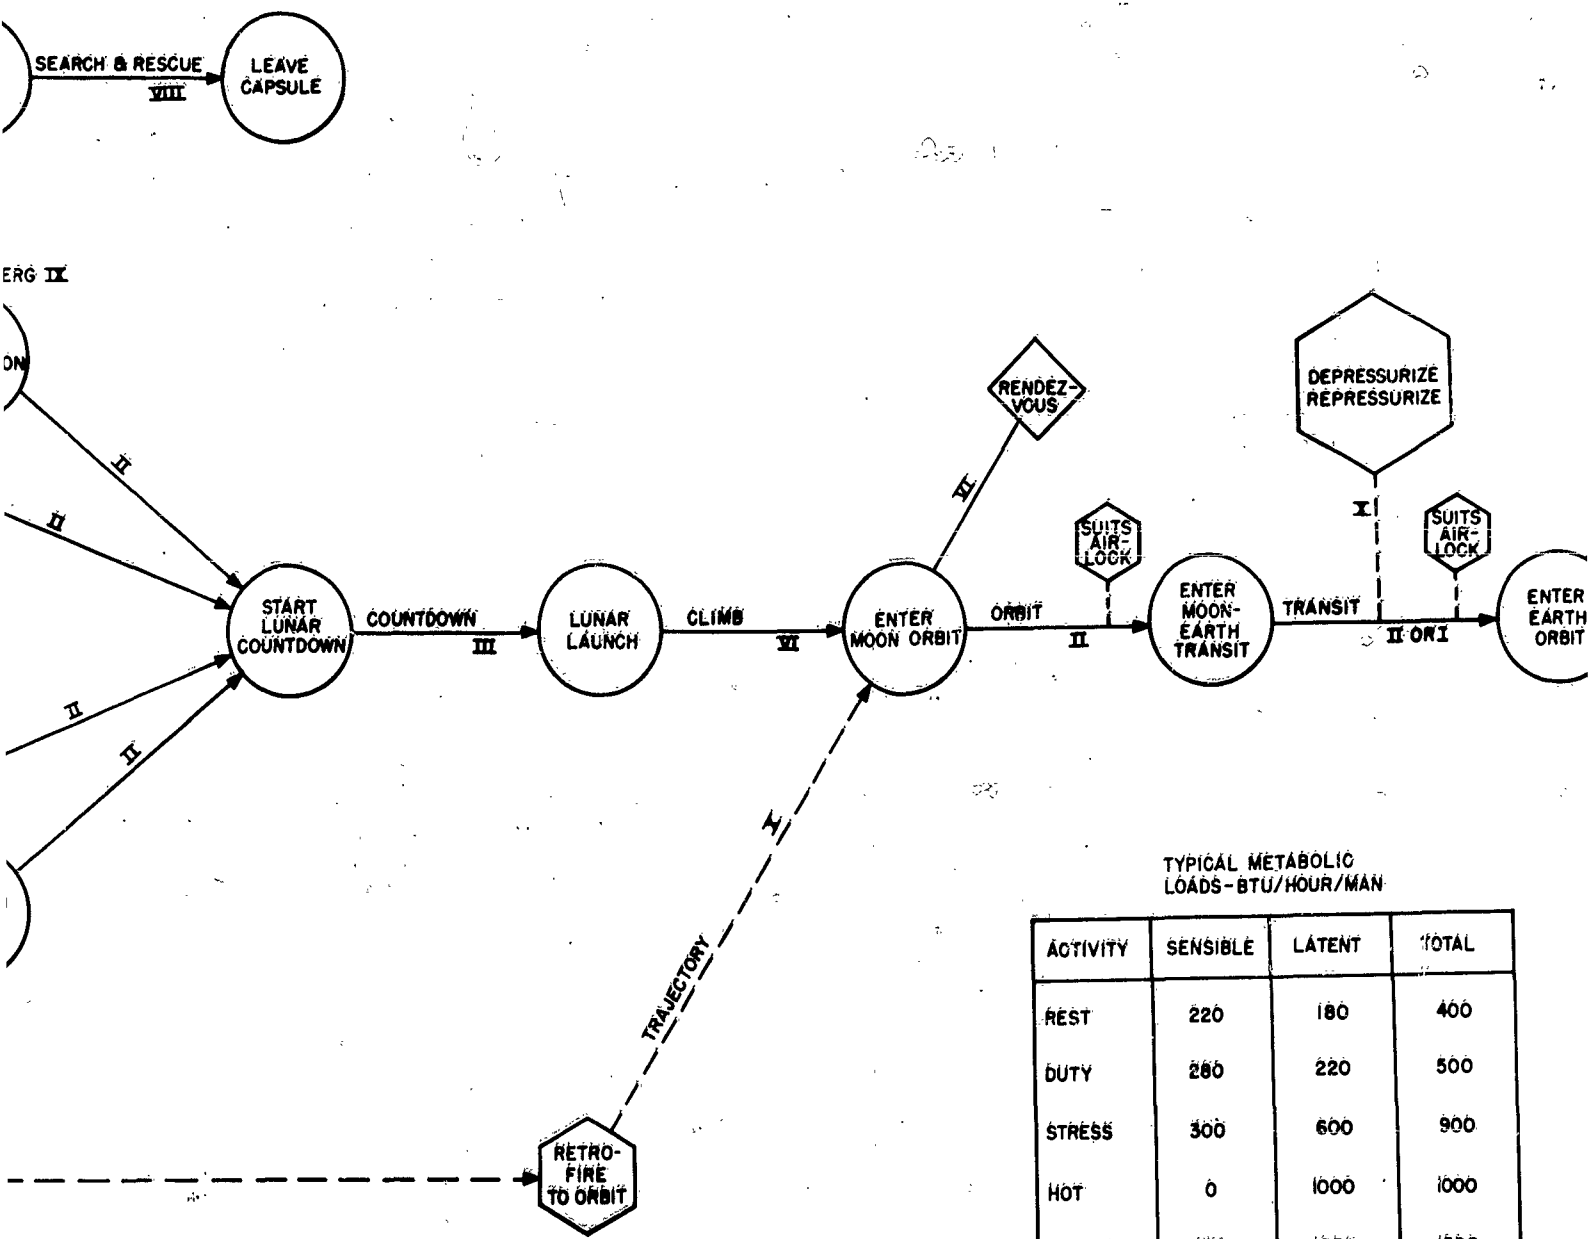 SEARCH & RESCUE
VIII
LEAVE
CAPSULE
ERG IX
ON
II
II
II
II
START
LUNAR
COUNTDOWN
COUNTDOWN
III
LUNAR
LAUNCH
CLIMB
VI
ENTER
MOON ORBIT
VI
RENDEZ-
VOUS
ORBIT
II
SUITS
AIR-
LOCK
ENTER
MOON-
EARTH
TRANSIT
TRANSIT
II OR I
X
DEPRESSURIZE
REPRESSURIZE
SUITS
AIR-
LOCK
ENTER
EARTH
ORBIT
X
TRAJECTORY
RETRO-
FIRE
TO ORBIT
TYPICAL METABOLIC
LOADS-BTU/HOUR/MAN
ACTIVITY SENSIBLE LATENT TOTAL
REST 220 180 400
DUTY 280 220 500
STRESS 300 600 900
HOT 0 1000 1000